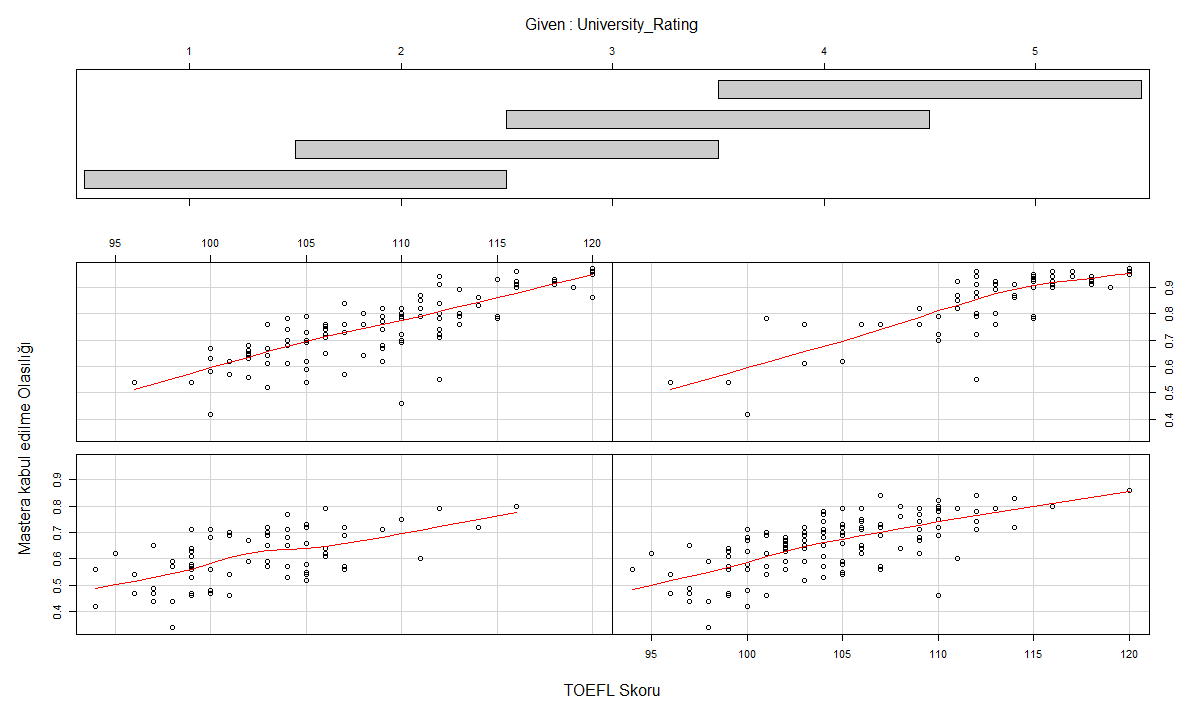 Given : University_Rating
1 2 3 4 5
95 100 105 110 115 120
0.4 0.5 0.6 0.7 0.8 0.9
0.4 0.5 0.6 0.7 0.8 0.9
Mastera kabul edilme Olasılığı
95 100 105 110 115 120
TOEFL Skoru